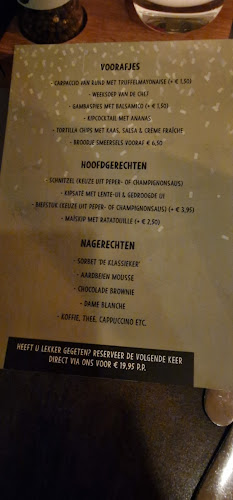 VOORAFJES
- CARPACCIO VAN RUND MET TRUFFELMAYONAISE (+ € 1,50)
- WEEKSOEP VAN DE CHEF
- GAMBASPIES MET BALSAMICO (+ € 1,50)
- KIPCOCKTAIL MET ANANAS
- TORTILLA CHIPS MET KAAS, SALSA & CREME FRAÎCHE
- BROODJE SMEERSELS VOORAF € 6,50
HOOFDGERECHTEN
- SCHNITZEL (KEUZE UIT PEPER- OF CHAMPIGNONSAUS)
- KIPSATÉ MET LENTE-UI & GEDROOGDE UI
- BIEFSTUK (KEUZE UIT PEPER- OF CHAMPIGNONSAUS) (+ € 3,95)
- MAISKIP MET RATATOUILLE (+ € 2,50)
NAGERECHTEN
- SORBET 'DE KLASSIEKER'
- AARDBEIEN MOUSSE
- CHOCOLADE BROWNIE
- DAME BLANCHE
- KOFFIE, THEE, CAPPUCCINO ETC.
HEEFT U LEKKER GEGETEN? RESERVEER DE VOLGENDE KEER
DIRECT VIA ONS VOOR € 19,95 P.P.